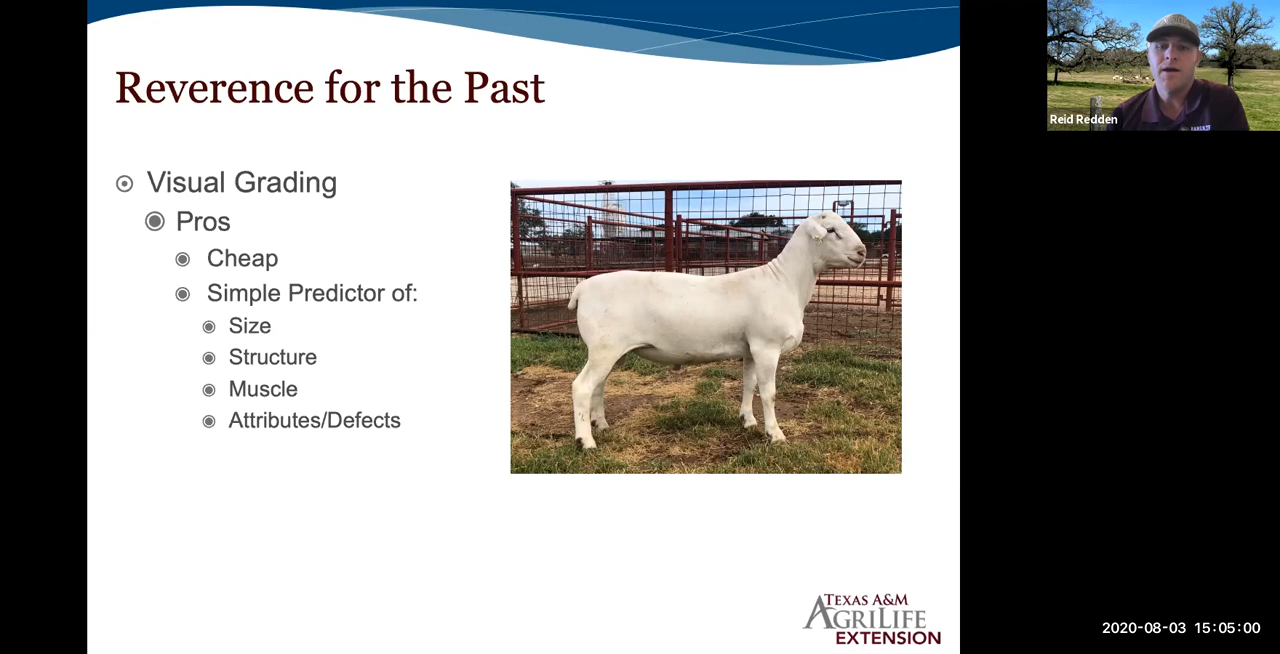 Reverence for the Past
Visual Grading
Pros
Cheap
Simple Predictor of:
Size
Structure
Muscle
Attributes/Defects
TEXAS A&M
AGRILIFE
EXTENSION
Reid Redden
2020-08-03 15:05:00